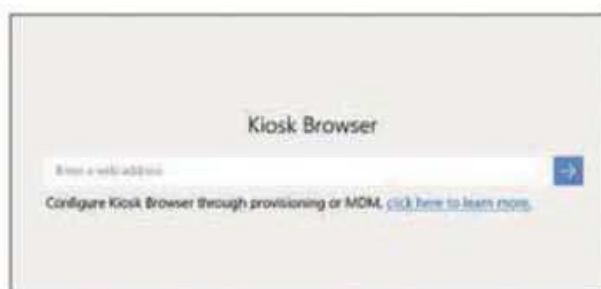 Kiosk Browser
Enter a web address
Configure Kiosk Browser through provisioning or MDM, click here to learn more.